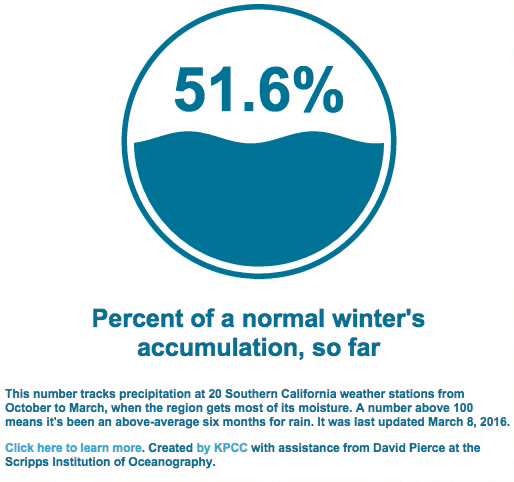 51.6%
Percent of a normal winter's
accumulation, so far
This number tracks precipitation at 20 Southern California weather stations from
October to March, when the region gets most of its moisture. A number above 100
means it's been an above-average six months for rain. It was last updated March 8, 2016.
Click here to learn more. Created by KPCC with assistance from David Pierce at the
Scripps Institution of Oceanography.